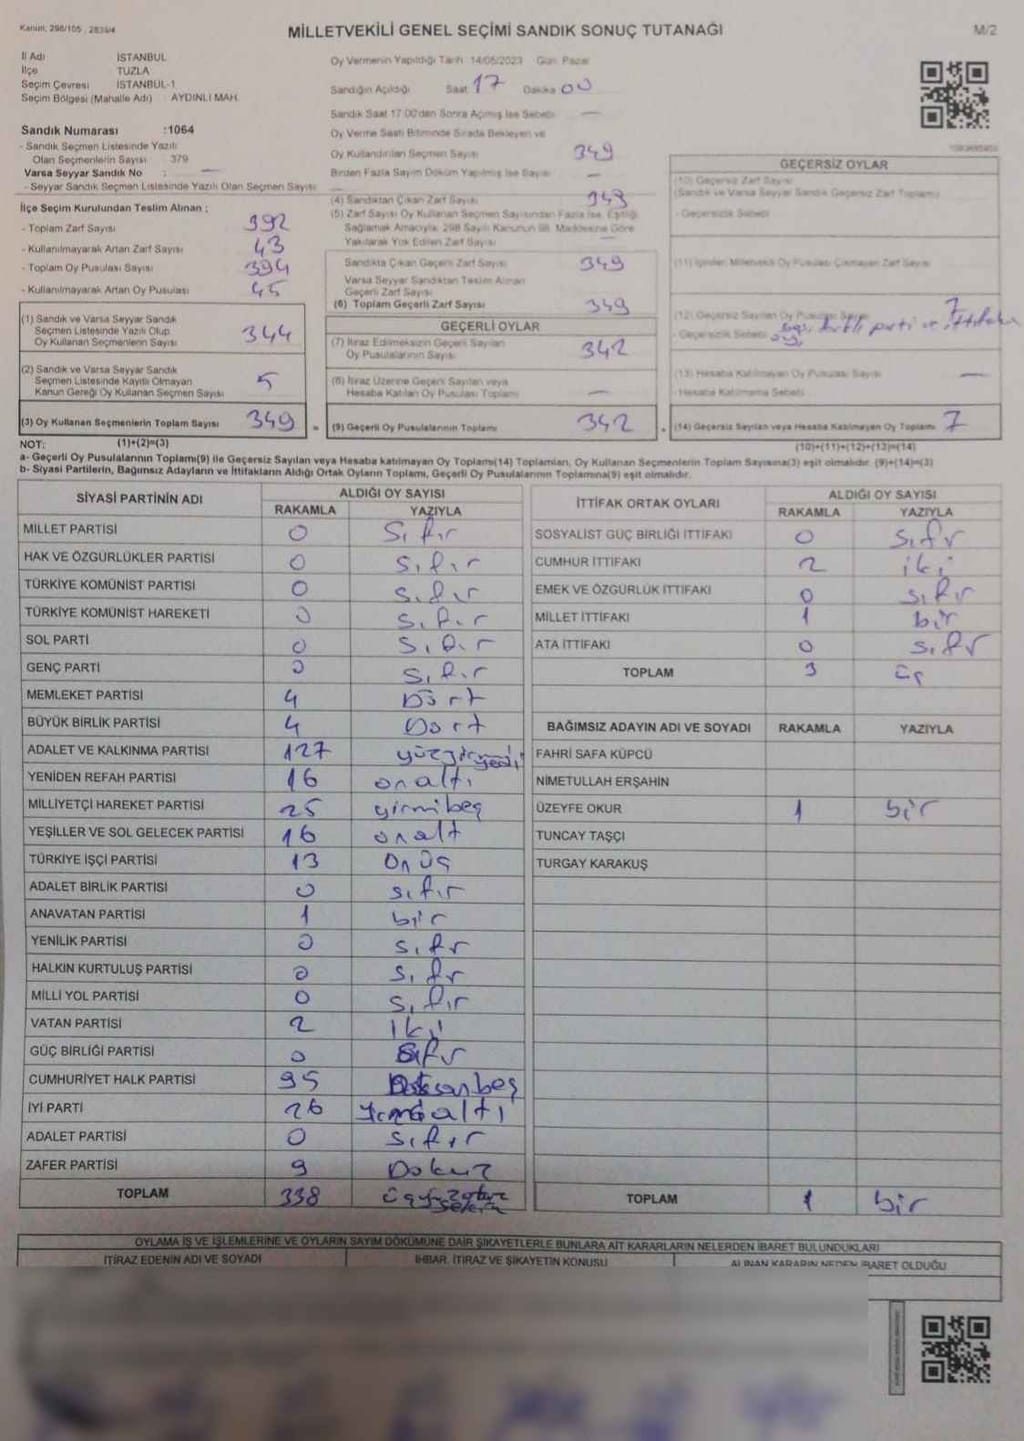 Kanun: 298/105 , 2839/4
MİLLETVEKİLİ GENEL SEÇİMİ SANDIK SONUÇ TUTANAĞI
M/2
İl Adı İSTANBUL
İlçe TUZLA
Seçim Çevresi İSTANBUL-1
Seçim Bölgesi (Mahalle Adı) AYDINLI MAH.
Oy Vermenin Yapıldığı Tarih 14/05/2023 Gün Pazar
Sandığın Açıldığı Saat 17 Dakika 00
Sandık Saat 17:00'den Sonra Açılmış İse Sebebi —
Sandık Numarası :1064
- Sandık Seçmen Listesinde Yazılı
Olan Seçmenlerin Sayısı 379
Varsa Seyyar Sandık No : —
- Seyyar Sandık Seçmen Listesinde Yazılı Olan Seçmen Sayısı
Oy Verme Saati Bitiminde Sırada Bekleyen ve
Oy Kullandırılan Seçmen Sayısı 349
Birden Fazla Sayım Döküm Yapılmış İse Sayısı —
İlçe Seçim Kurulundan Teslim Alınan ;
- Toplam Zarf Sayısı 392
- Kullanılmayarak Artan Zarf Sayısı 43
- Toplam Oy Pusulası Sayısı 394
- Kullanılmayarak Artan Oy Pusulası 45
(4) Sandıktan Çıkan Zarf Sayısı 349
(5) Zarf Sayısı Oy Kullanan Seçmen Sayısından Fazla İse, Eşitliği
Sağlamak Amacıyla, 298 Sayılı Kanunun 98. Maddesine Göre
Yakılarak Yok Edilen Zarf Sayısı —
Sandıkta Çıkan Geçerli Zarf Sayısı 349
Varsa Seyyar Sandıktan Teslim Alınan
Geçerli Zarf Sayısı —
(6) Toplam Geçerli Zarf Sayısı 349
(1) Sandık ve Varsa Seyyar Sandık
Seçmen Listesinde Yazılı Olup
Oy Kullanan Seçmenlerin Sayısı 344
(2) Sandık ve Varsa Seyyar Sandık
Seçmen Listesinde Kayıtlı Olmayan
Kanun Gereği Oy Kullanan Seçmen Sayısı 5
(3) Oy Kullanan Seçmenlerin Toplam Sayısı 349
GEÇERLİ OYLAR
(7) İtiraz Edilmeksizin Geçerli Sayılan
Oy Pusulalarının Sayısı 342
(8) İtiraz Üzerine Geçerli Sayılan veya
Hesaba Katılan Oy Pusulası Toplamı —
(9) Geçerli Oy Pusulalarının Toplamı 342
GEÇERSİZ OYLAR
(10) Geçersiz Zarf Sayısı
(Sandık ve Varsa Seyyar Sandık Geçersiz Zarf Toplamı)
- Geçersizlik Sebebi
(11) İçinden Milletvekili Oy Pusulası Çıkmayan Zarf Sayısı
(12) Geçersiz Sayılan Oy Pusulası Sayısı 7
- Geçersizlik Sebebi parti ve ittifaka
(13) Hesaba Katılmayan Oy Pusulası Sayısı —
- Hesaba Katılmama Sebebi
(14) Geçersiz Sayılan veya Hesaba Katılmayan Oy Toplamı 7
NOT: (1)+(2)=(3) (10)+(11)+(12)+(13)=(14)
a- Geçerli Oy Pusulalarının Toplamı(9) ile Geçersiz Sayılan veya Hesaba katılmayan Oy Toplamı(14) Toplamları, Oy Kullanan Seçmenlerin Toplam Sayısına(3) eşit olmalıdır. (9)+(14)=(3)
b- Siyasi Partilerin, Bağımsız Adayların ve İttifakların Aldığı Ortak Oyların Toplamı, Geçerli Oy Pusulalarının Toplamına(9) eşit olmalıdır.
SİYASİ PARTİNİN ADI ALDIĞI OY SAYISI
RAKAMLA YAZIYLA
MİLLET PARTİSİ 0 Sıfır
HAK VE ÖZGÜRLÜKLER PARTİSİ 0 Sıfır
TÜRKİYE KOMÜNİST PARTİSİ 0 Sıfır
TÜRKİYE KOMÜNİST HAREKETİ 0 Sıfır
SOL PARTİ 0 Sıfır
GENÇ PARTİ 0 Sıfır
MEMLEKET PARTİSİ 4 Dört
BÜYÜK BİRLİK PARTİSİ 4 Dört
ADALET VE KALKINMA PARTİSİ 127 yüzyirmiyedi
YENİDEN REFAH PARTİSİ 16 onaltı
MİLLİYETÇİ HAREKET PARTİSİ 25 yirmibeş
YEŞİLLER VE SOL GELECEK PARTİSİ 16 onaltı
TÜRKİYE İŞÇİ PARTİSİ 13 Onüç
ADALET BİRLİK PARTİSİ 0 sıfır
ANAVATAN PARTİSİ 1 bir
YENİLİK PARTİSİ 0 sıfır
HALKIN KURTULUŞ PARTİSİ 0 sıfır
MİLLİ YOL PARTİSİ 0 sıfır
VATAN PARTİSİ 2 iki
GÜÇ BİRLİĞİ PARTİSİ 0 sıfır
CUMHURİYET HALK PARTİSİ 95 Doksanbeş
İYİ PARTİ 26 yirmialtı
ADALET PARTİSİ 0 sıfır
ZAFER PARTİSİ 9 Dokuz
TOPLAM 338 üçyüzotuzsekiz
İTTİFAK ORTAK OYLARI ALDIĞI OY SAYISI
RAKAMLA YAZIYLA
SOSYALİST GÜÇ BİRLİĞİ İTTİFAKI 0 sıfır
CUMHUR İTTİFAKI 2 iki
EMEK VE ÖZGÜRLÜK İTTİFAKI 0 sıfır
MİLLET İTTİFAKI 1 bir
ATA İTTİFAKI 0 sıfır
TOPLAM 3 üç
BAĞIMSIZ ADAYIN ADI VE SOYADI RAKAMLA YAZIYLA
FAHRİ SAFA KÜPCÜ
NİMETULLAH ERŞAHİN
ÜZEYFE OKUR 1 bir
TUNCAY TAŞÇI
TURGAY KARAKUŞ
TOPLAM 1 bir
OYLAMA İŞ VE İŞLEMLERİNE VE OYLARIN SAYIM DÖKÜMÜNE DAİR ŞİKAYETLERLE BUNLARA AİT KARARLARIN NELERDEN İBARET BULUNDUKLARI
İTİRAZ EDENİN ADI VE SOYADI İHBAR, İTİRAZ VE ŞİKAYETİN KONUSU ALINAN KARARIN NEDEN İBARET OLDUĞU